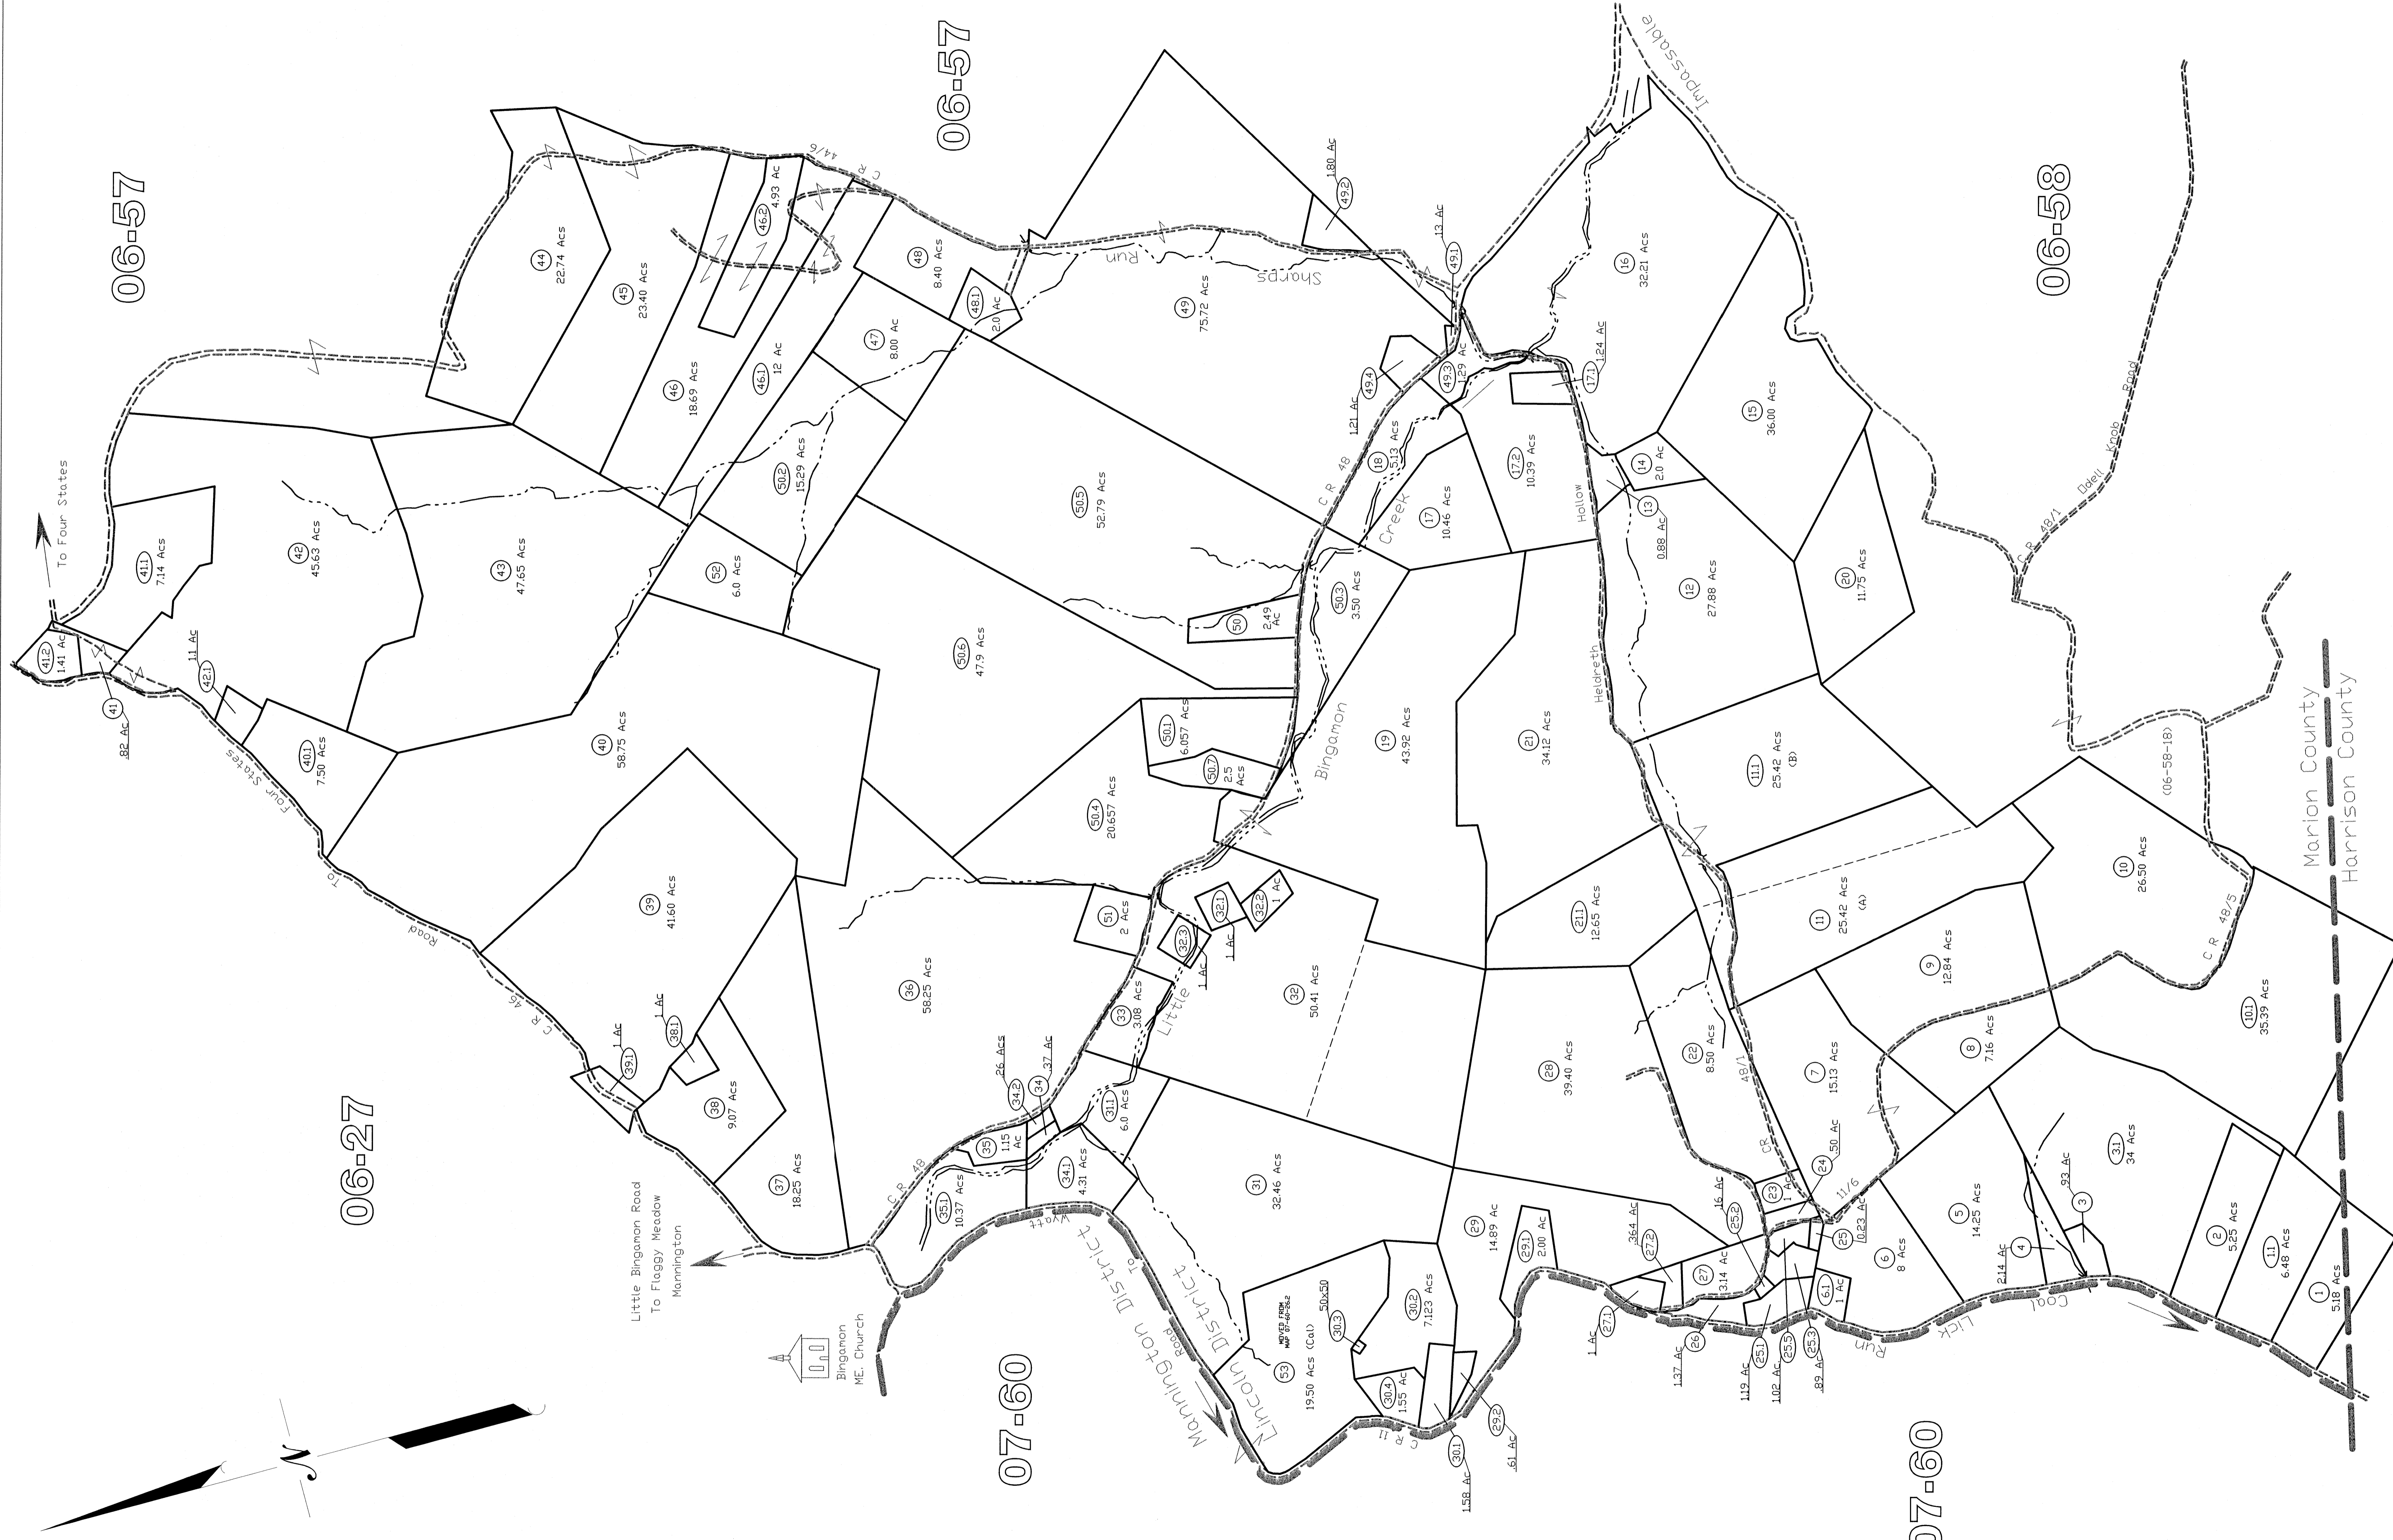 06-57
06-57
06-58
06-27
07-60
07-60
To Four States
41.2
1.41 Ac
41
.82 Ac
41.1
7.14 Acs
42
45.63 Acs
42.1
1.1 Ac
40.1
7.50 Acs
43
47.65 Acs
44
22.74 Acs
45
23.40 Acs
46
18.69 Acs
46.1
12 Ac
46.2
4.93 Ac
C R 44/6
47
8.00 Ac
48
8.40 Acs
48.1
2.0 Ac
49
75.72 Acs
Sharps Run
49.2
1.80 Ac
49.1
.13 Ac
49.3
1.29 Ac
49.4
1.21 Ac
50.2
15.29 Acs
52
6.0 Acs
50.5
52.79 Acs
50.6
47.9 Acs
50
2.49
Ac
50.3
3.50 Acs
50.1
6.057 Acs
50.7
2.5
Acs
50.4
20.657 Acs
40
58.75 Acs
39
41.60 Acs
To Four States
Road
C R 46
39.1
1 Ac
38.1
1 Ac
38
9.07 Acs
37
18.25 Acs
36
58.25 Acs
51
2 Acs
32.1
1 Ac
32.2
1 Ac
32.3
1 Ac
33
3.08 Acs
Little Bingamon Creek
C R 48
34.2
.26 Acs
34
.37 Ac
31.1
6.0 Acs
35
1.15
Ac
34.1
4.31 Acs
35.1
10.37 Acs
C R 48
Little Bingamon Road
To Flaggy Meadow
Mannington
Bingamon
ME. Church
N
Mannington District
Lincoln District
To Wyatt
Road
32
50.41 Acs
31
32.46 Acs
53
MOVED FROM
MAP 07-60-26.2
19.50 Acs (Cal)
30.3
50x50
30.2
7.123 Acs
30.4
1.55 Ac
30.1
1.58 Ac
29.2
.61 Ac
C R 11
29
14.89 Ac
29.1
2.00 Ac
28
39.40 Acs
27.2
.364 Ac
27.1
1 Ac
27
3.14 Ac
26
1.37 Ac
25.2
.16 Ac
25.1
1.19 Ac
25.5
1.02 Ac
25.3
.89 Ac
25
0.23 Ac
24
.50 Ac
23
1 Ac
22
8.50 Acs
CR 48/1
21.1
12.65 Acs
21
34.12 Acs
19
43.92 Acs
18
5.13 Acs
17
10.46 Acs
17.2
10.39 Acs
17.1
1.24 Ac
16
32.21 Acs
Impassable
15
36.00 Acs
14
2.0 Ac
13
0.88 Ac
Heldreth Hollow
12
27.88 Acs
20
11.75 Acs
11.1
25.42 Acs
(B)
11
25.42 Acs
(A)
10
26.50 Acs
9
12.84 Acs
8
7.16 Acs
7
15.13 Acs
10.1
35.39 Acs
C R 48/5
(06-58-18)
C R 48/1
Odell Knob Road
11/6
6
8 Acs
6.1
1 Ac
5
14.25 Acs
4
2.14 Ac
3
.93 Ac
3.1
34 Acs
2
5.25 Acs
1.1
6.48 Acs
1
5.18 Acs
Coal Lick Run
Marion County
Harrison County